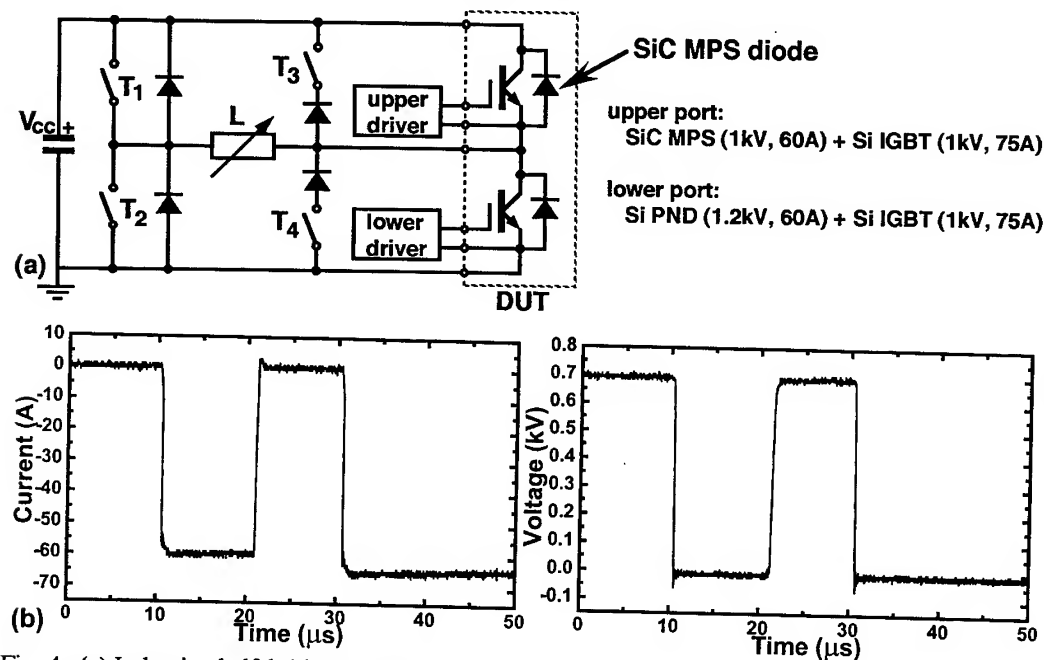 SiC MPS diode
T1
T3
L
upper
driver
VCC +
upper port:
SiC MPS (1kV, 60A) + Si IGBT (1kV, 75A)
lower port:
Si PND (1.2kV, 60A) + Si IGBT (1kV, 75A)
T2
T4
lower
driver
(a)
DUT
10
0
-10
-20
-30
-40
-50
-60
-70
Current (A)
0 10 20 30 40 50
Time (µs)
0.8
0.7
0.6
0.5
0.4
0.3
0.2
0.1
0.0
-0.1
Voltage (kV)
0 10 20 30 40 50
Time (µs)
(b)